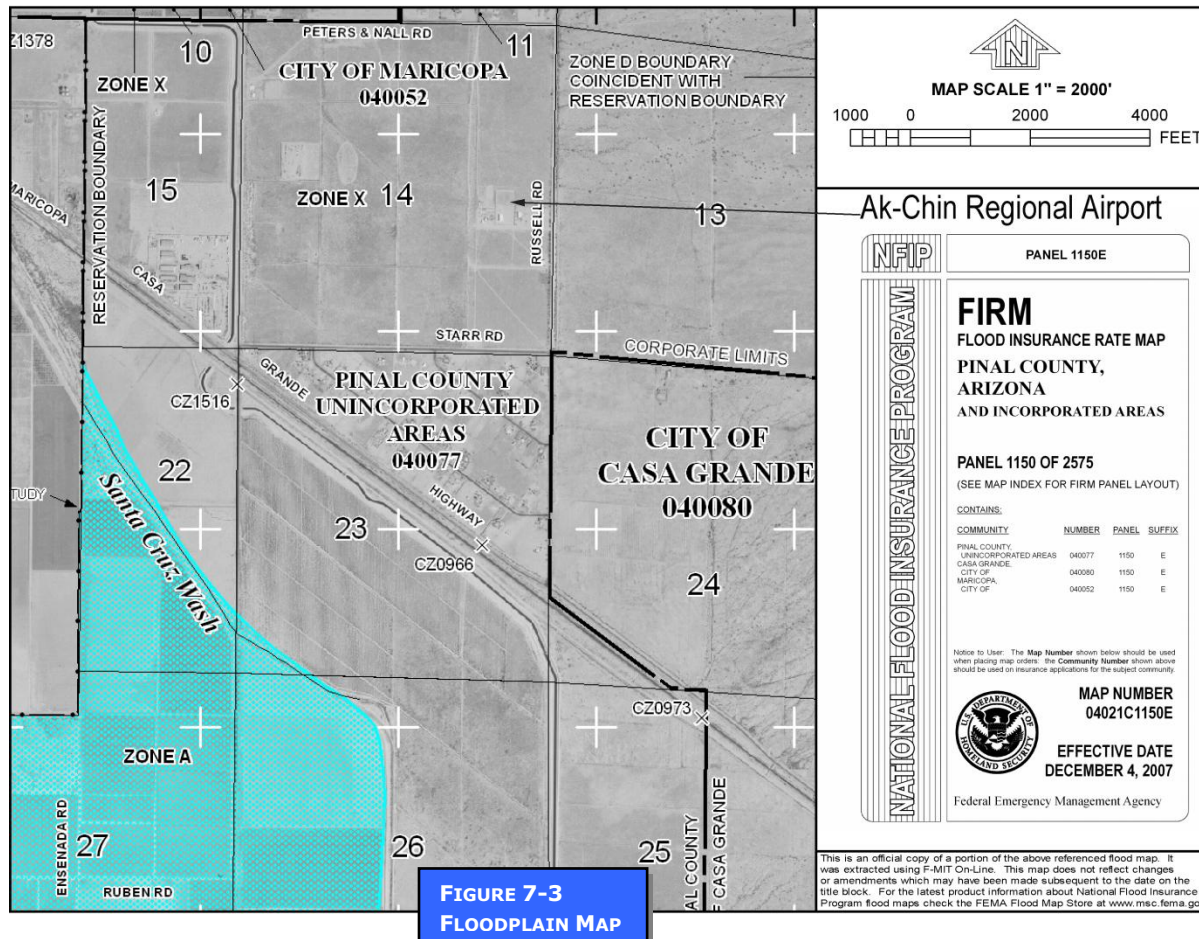 PETERS & NALL RD
Z1378
10
11
ZONE X
CITY OF MARICOPA
040052
ZONE D BOUNDARY
COINCIDENT WITH
RESERVATION BOUNDARY
RESERVATION BOUNDARY
15
ZONE X
14
13
RUSSELL RD
MARICOPA
CASA
GRANDE
HIGHWAY
STARR RD
CORPORATE LIMITS
CZ1516
PINAL COUNTY
UNINCORPORATED
AREAS
040077
CITY OF
CASA GRANDE
040080
22
TUDY
Santa Cruz Wash
23
CZ0966
24
CZ0973
ZONE A
ENSENADA RD
27
RUBEN RD
26
25
AL COUNTY
F CASA GRANDE
FIGURE 7-3
FLOODPLAIN MAP
N
MAP SCALE 1" = 2000'
1000 0 2000 4000
FEET
Ak-Chin Regional Airport
NFIP
PANEL 1150E
NATIONAL FLOOD INSURANCE PROGRAM
FIRM
FLOOD INSURANCE RATE MAP
PINAL COUNTY,
ARIZONA
AND INCORPORATED AREAS
PANEL 1150 OF 2575
(SEE MAP INDEX FOR FIRM PANEL LAYOUT)
CONTAINS:
COMMUNITY NUMBER PANEL SUFFIX
PINAL COUNTY,
UNINCORPORATED AREAS 040077 1150 E
CASA GRANDE,
CITY OF 040080 1150 E
MARICOPA,
CITY OF 040052 1150 E
Notice to User: The Map Number shown below should be used
when placing map orders: the Community Number shown above
should be used on insurance applications for the subject community.
U.S. DEPARTMENT OF
HOMELAND SECURITY
MAP NUMBER
04021C1150E
EFFECTIVE DATE
DECEMBER 4, 2007
Federal Emergency Management Agency
This is an official copy of a portion of the above referenced flood map. It
was extracted using F-MIT On-Line. This map does not reflect changes
or amendments which may have been made subsequent to the date on the
title block. For the latest product information about National Flood Insurance
Program flood maps check the FEMA Flood Map Store at www.msc.fema.go